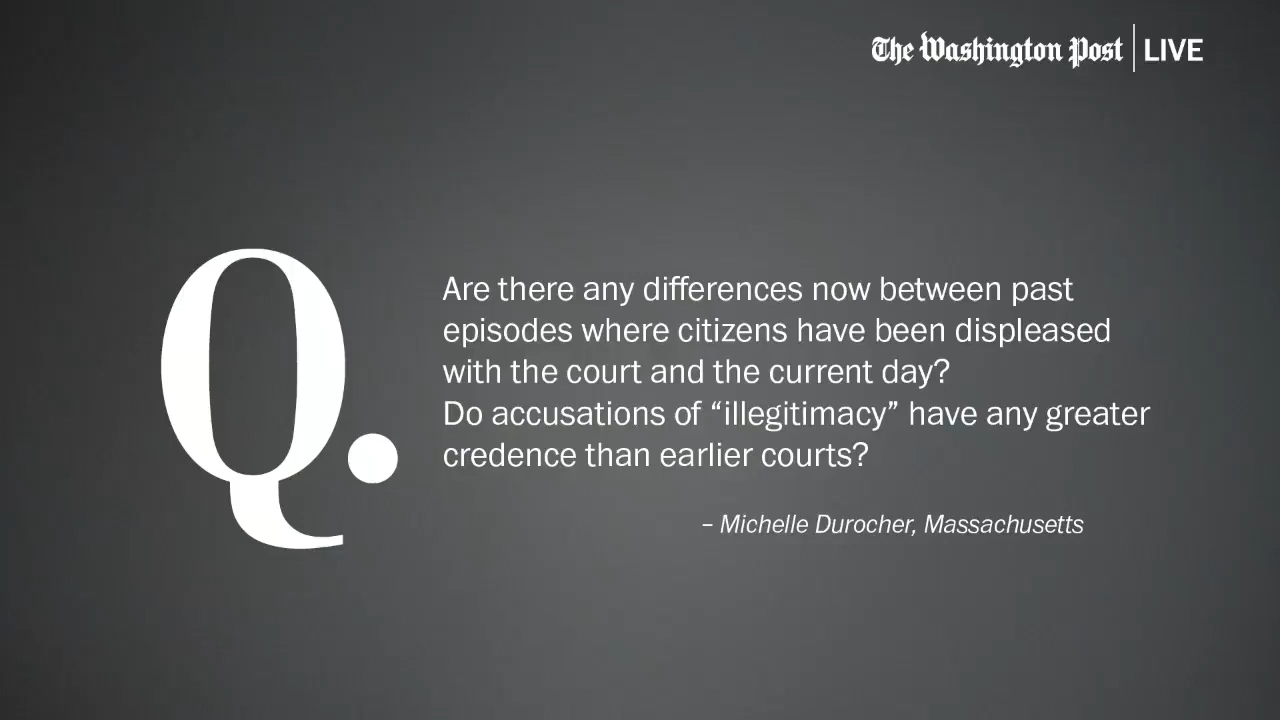 The Washington Post | LIVE
Q.
Are there any differences now between past
episodes where citizens have been displeased
with the court and the current day?
Do accusations of “illegitimacy” have any greater
credence than earlier courts?
– Michelle Durocher, Massachusetts